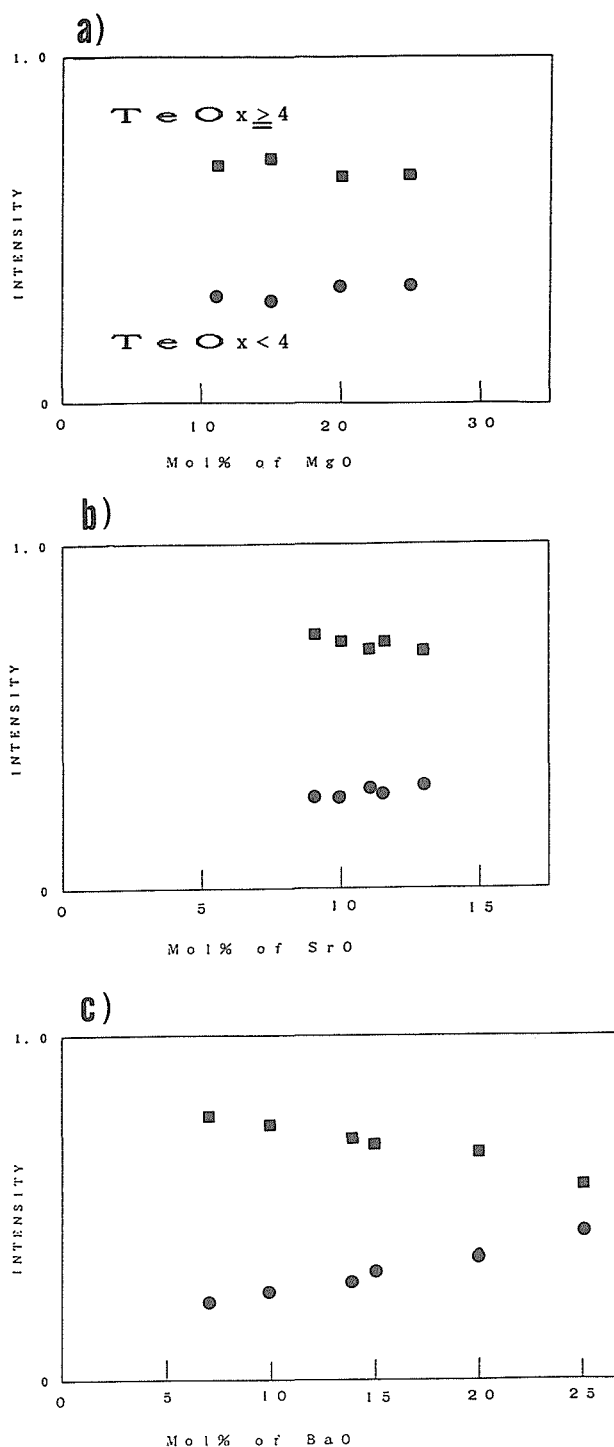 a)
1.0
TeOx≧4
INTENSITY
TeOx<4
0
0 10 20 30
Mol% of MgO
b)
1.0
INTENSITY
0
0 5 10 15
Mol% of SrO
c)
1.0
INTENSITY
0
0 5 10 15 20 25
Mol% of BaO